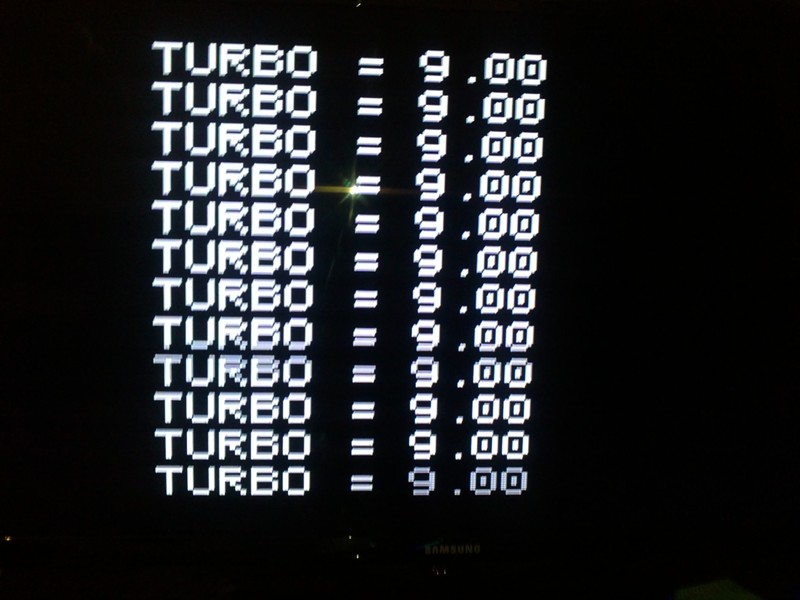 TURBO = 9.00
TURBO = 9.00
TURBO = 9.00
TURBO = 9.00
TURBO = 9.00
TURBO = 9.00
TURBO = 9.00
TURBO = 9.00
TURBO = 9.00
TURBO = 9.00
TURBO = 9.00
TURBO = 9.00
SAMSUNG